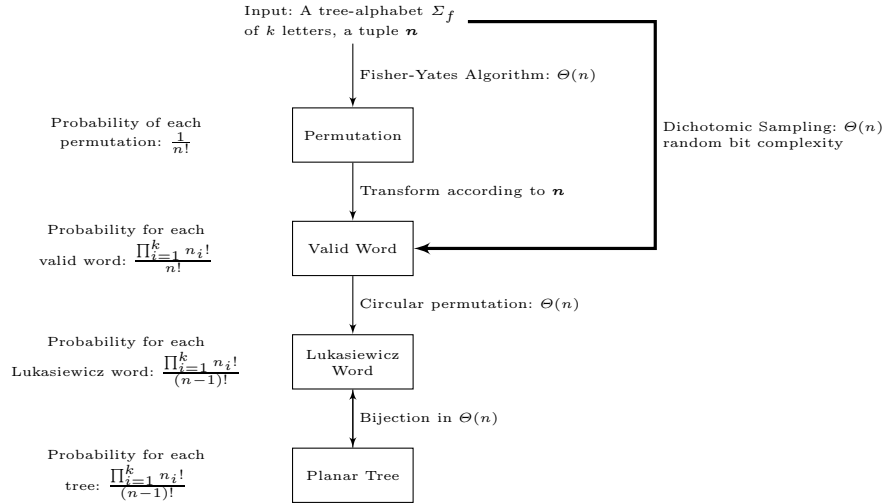 Input: A tree-alphabet Σ_f
of k letters, a tuple n
Fisher-Yates Algorithm: Θ(n)
Probability of each
permutation: 1/n!
Permutation
Dichotomic Sampling: Θ(n)
random bit complexity
Transform according to n
Probability for each
valid word: ∏_{i=1}^k n_i!/n!
Valid Word
Circular permutation: Θ(n)
Probability for each
Lukasiewicz word: ∏_{i=1}^k n_i!/(n−1)!
Lukasiewicz
Word
Bijection in Θ(n)
Probability for each
tree: ∏_{i=1}^k n_i!/(n−1)!
Planar Tree